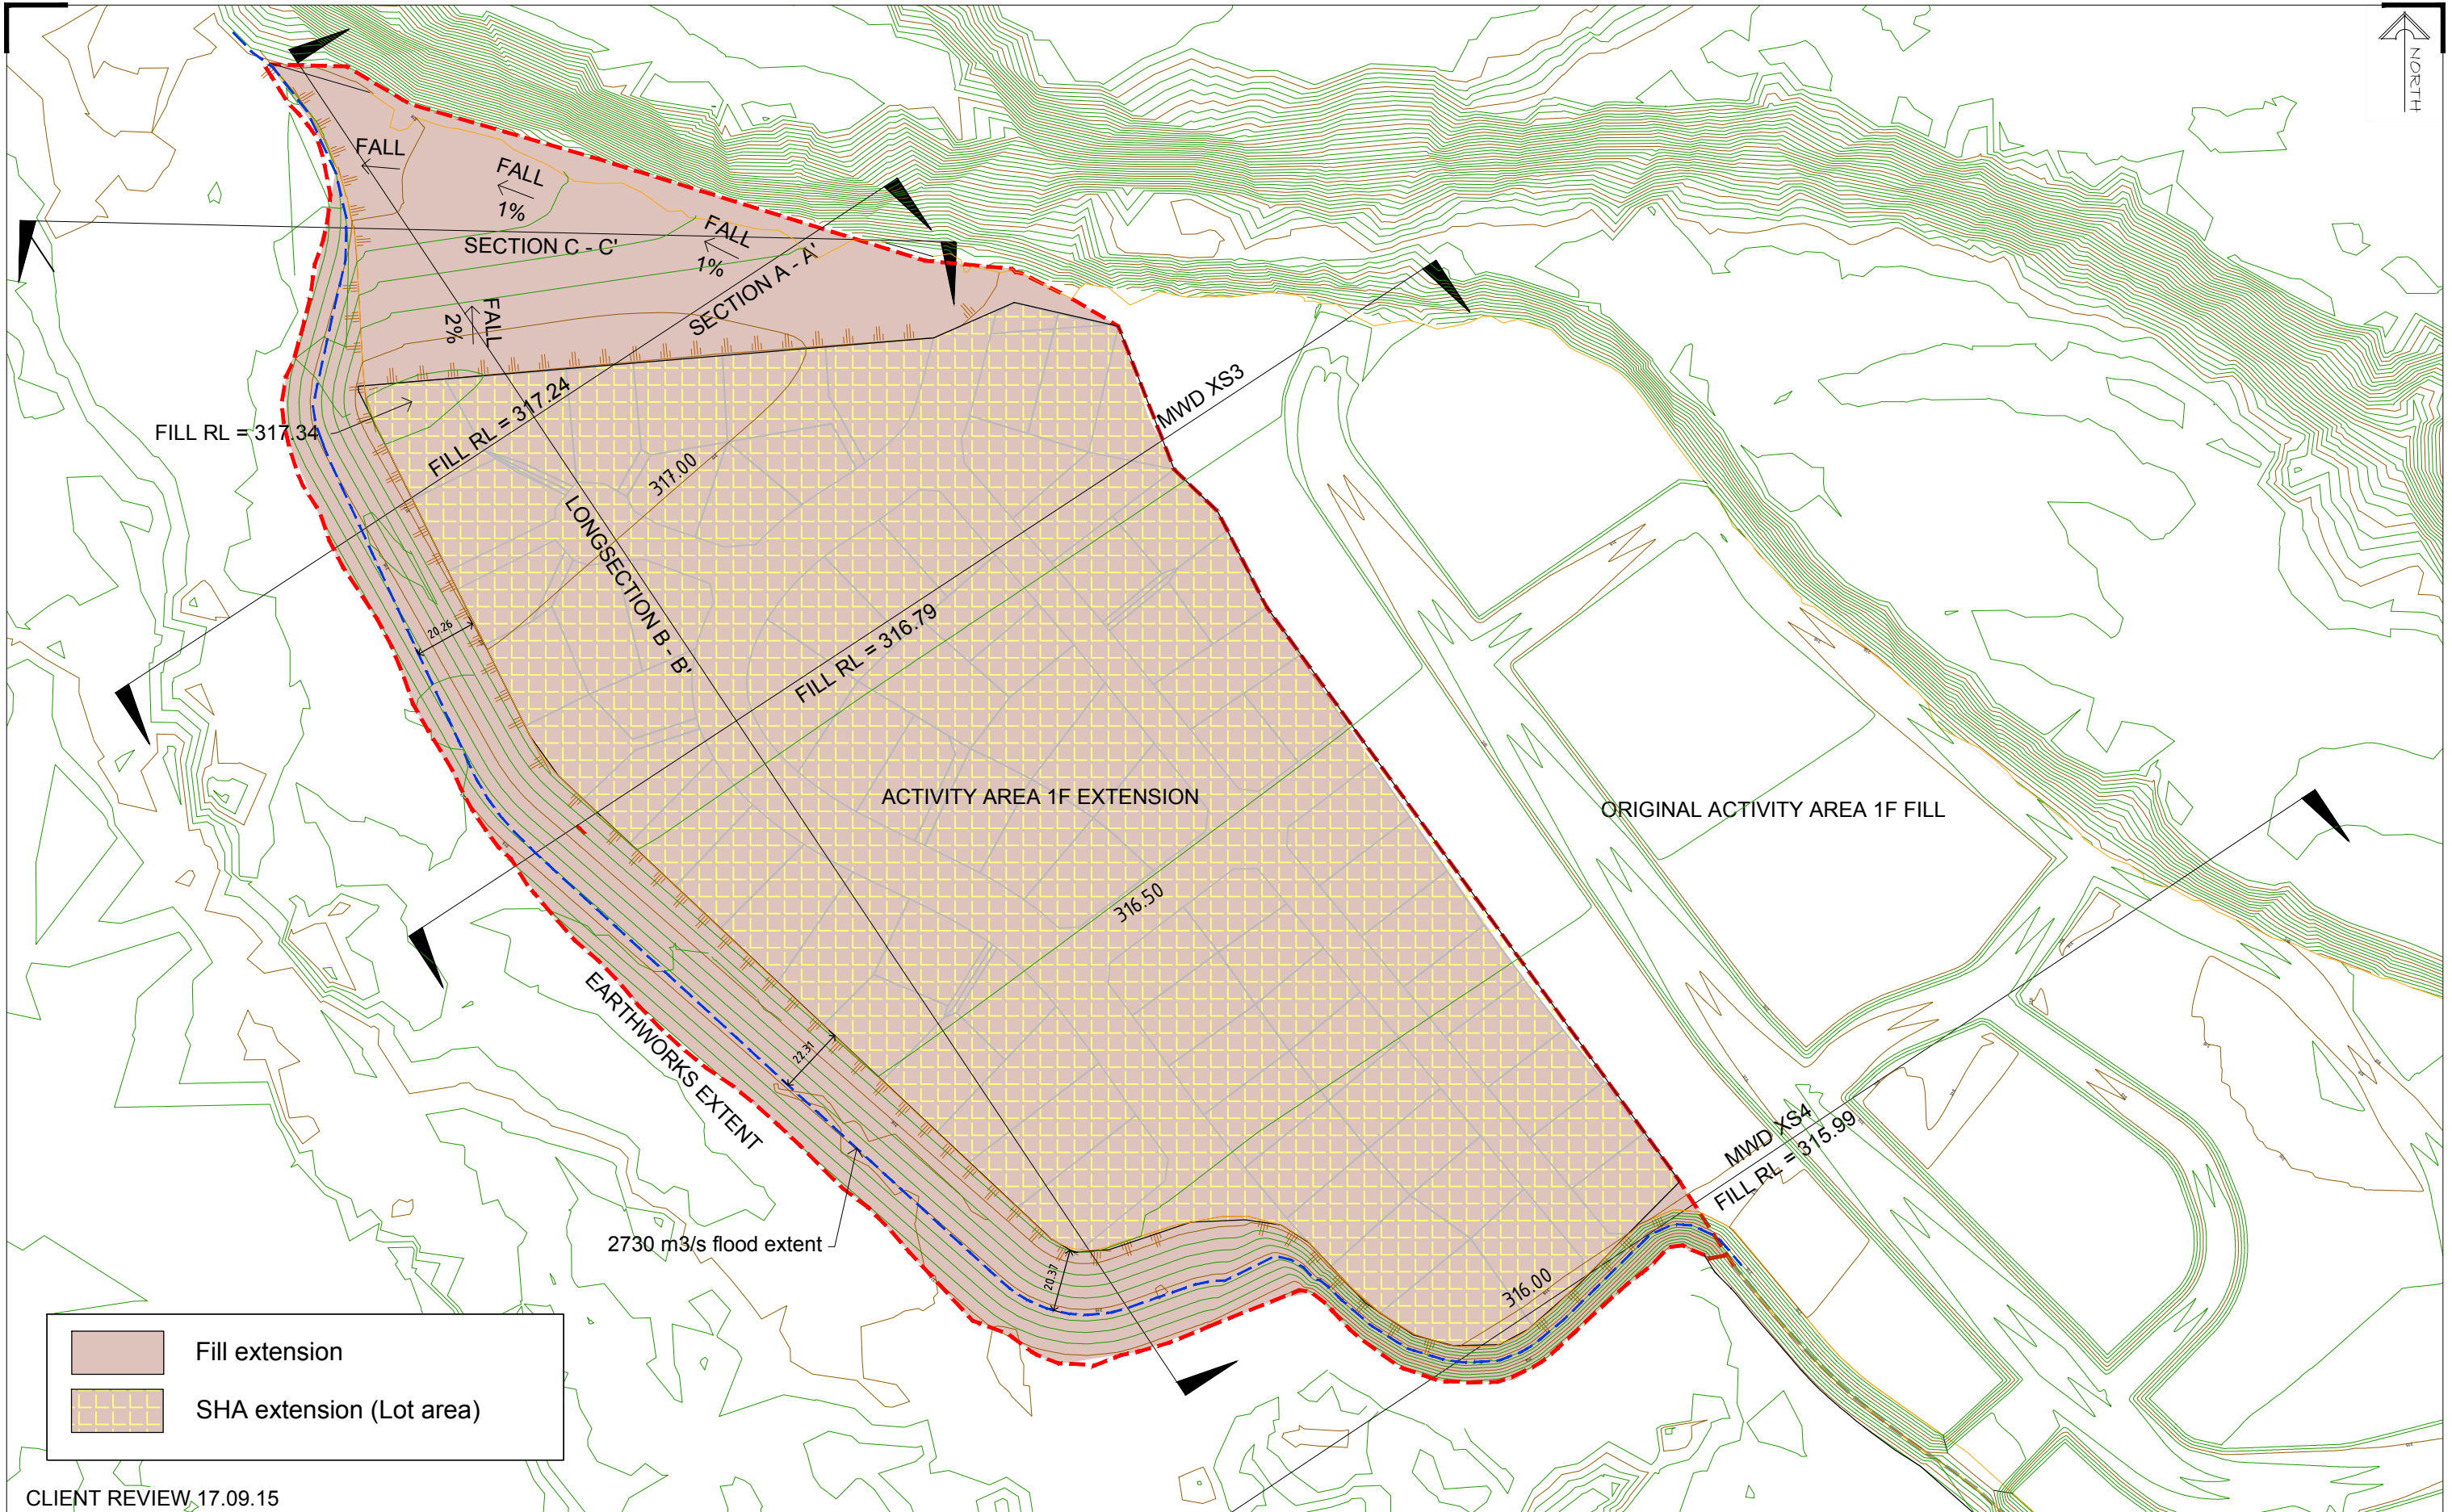 NORTH
FALL
FALL
1%
FALL
1%
SECTION C - C'
SECTION A - A'
FALL
2%
MWD XS3
FILL RL = 317.34
FILL RL = 317.24
317.00
LONGSECTION B - B'
FILL RL = 316.79
20.26
ACTIVITY AREA 1F EXTENSION
ORIGINAL ACTIVITY AREA 1F FILL
316.50
EARTHWORKS EXTENT
22.31
MWD XS4
FILL RL = 315.99
2730 m3/s flood extent
20.37
316.00
Fill extension
SHA extension (Lot area)
CLIENT REVIEW 17.09.15